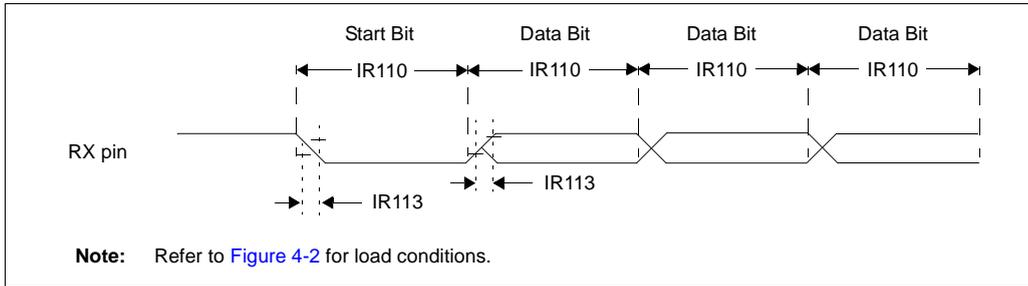 Start Bit Data Bit Data Bit Data Bit
IR110 IR110 IR110 IR110
RX pin
IR113
IR113
Note: Refer to Figure 4-2 for load conditions.